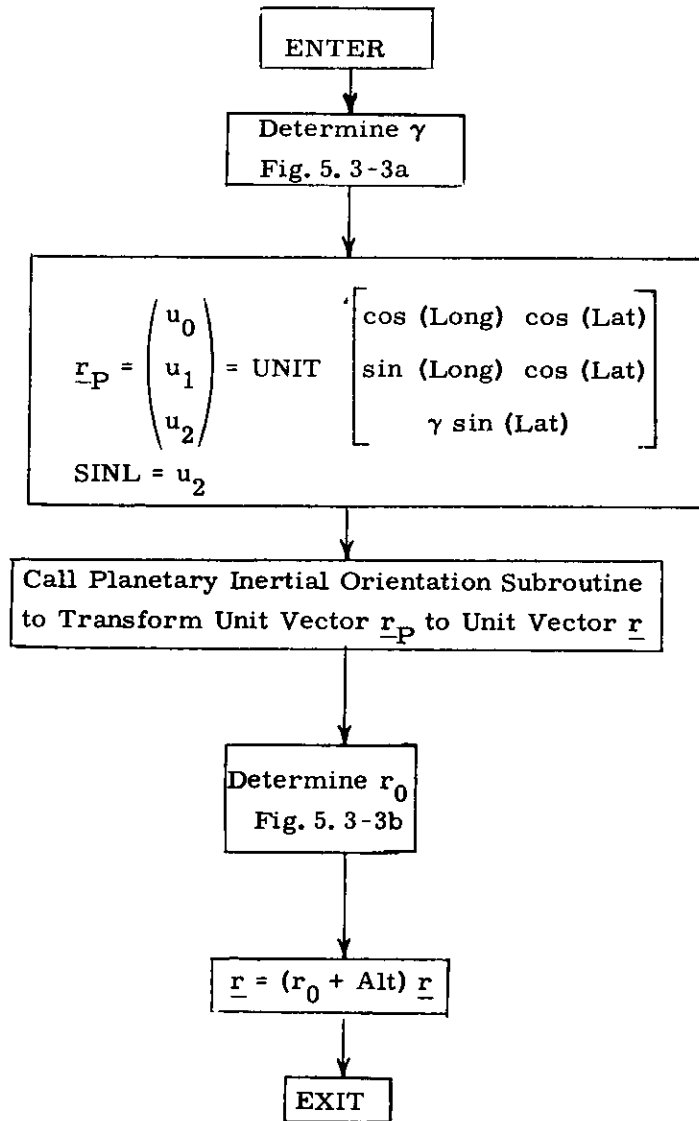 ENTER
Determine γ
Fig. 5. 3-3a
r_P = (u_0 u_1 u_2) = UNIT [cos (Long) cos (Lat)
sin (Long) cos (Lat)
γ sin (Lat)]
SINL = u_2
Call Planetary Inertial Orientation Subroutine
to Transform Unit Vector r_P to Unit Vector r
Determine r_0
Fig. 5. 3-3b
r = (r_0 + Alt) r
EXIT